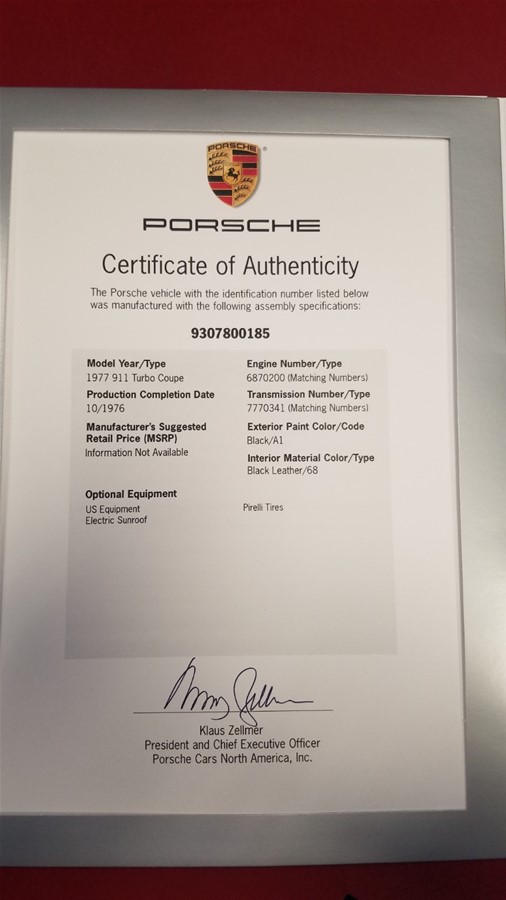 PORSCHE
PORSCHE
Certificate of Authenticity
The Porsche vehicle with the identification number listed below
was manufactured with the following assembly specifications:
9307800185
Model Year/Type
1977 911 Turbo Coupe
Production Completion Date
10/1976
Manufacturer's Suggested
Retail Price (MSRP)
Information Not Available
Engine Number/Type
6870200 (Matching Numbers)
Transmission Number/Type
7770341 (Matching Numbers)
Exterior Paint Color/Code
Black/A1
Interior Material Color/Type
Black Leather/68
Optional Equipment
US Equipment
Electric Sunroof
Pirelli Tires
Klaus Zellmer
President and Chief Executive Officer
Porsche Cars North America, Inc.